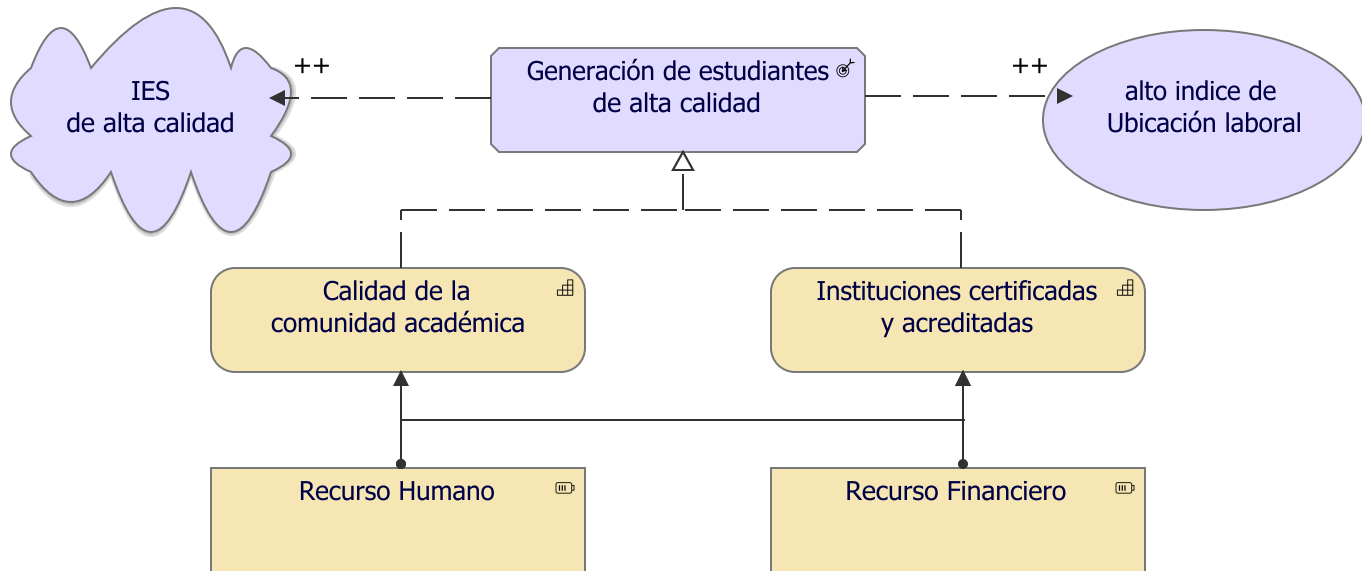 IES
de alta calidad
++
Generación de estudiantes
de alta calidad
++
alto indice de
Ubicación laboral
Calidad de la
comunidad académica
Instituciones certificadas
y acreditadas
Recurso Humano
Recurso Financiero